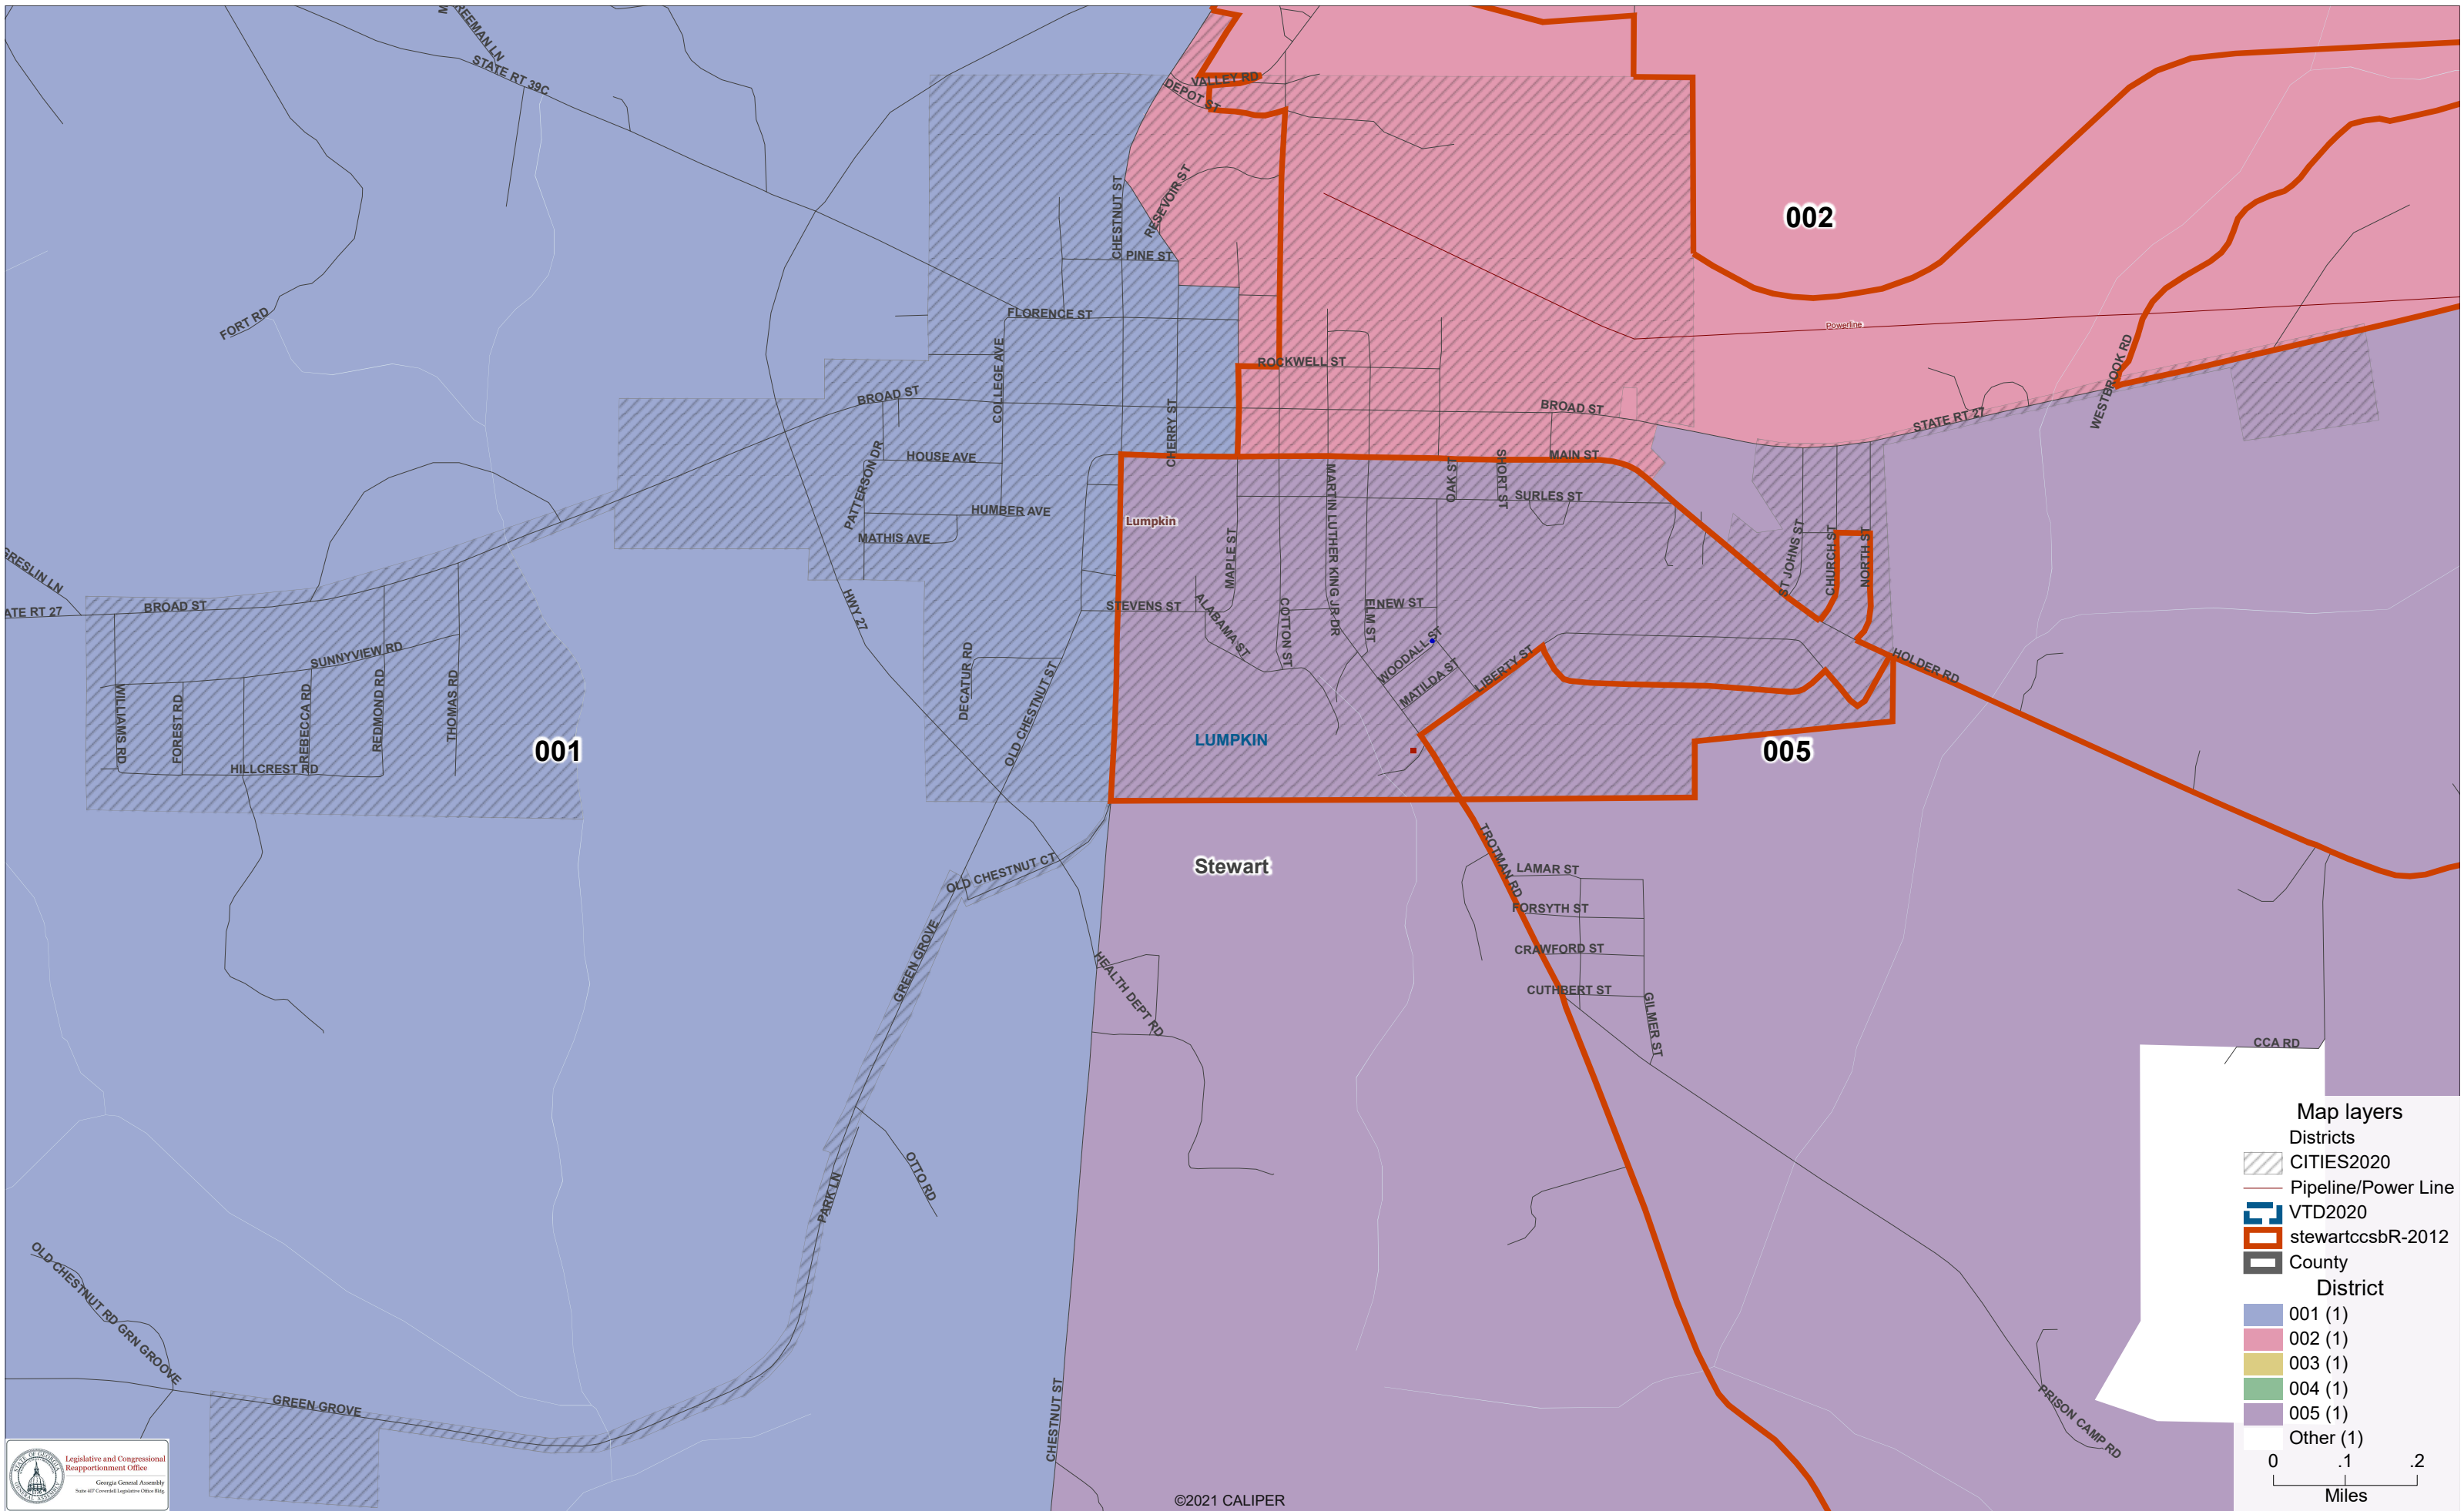 FREEMAN LN
STATE RT 39C
VALLEY RD
DEPOT ST
CHESTNUT ST
RESEVOIR ST
002
C PINE ST
FORT RD
FLORENCE ST
Powerline
COLLEGE AVE
ROCKWELL ST
WESTBROOK RD
BROAD ST
BROAD ST
STATE RT 27
CHERRY ST
PATTERSON DR
HOUSE AVE
MAIN ST
OAK ST
SHORT ST
SURLES ST
MARTIN LUTHER KING JR DR
HUMBER AVE
Lumpkin
MATHIS AVE
MAPLE ST
ST JOHNS ST
CHURCH ST
NORTH ST
GRESLIN LN
ATE RT 27
BROAD ST
HWY 27
STEVENS ST
ALABAMA ST
COTTON ST
ELM ST
NEW ST
WOODALL ST
MATILDA ST
LIBERTY ST
HOLDER RD
SUNNYVIEW RD
DECATUR RD
OLD CHESTNUT ST
WILLIAMS RD
FOREST RD
REBECCA RD
REDMOND RD
THOMAS RD
HILLCREST RD
001
LUMPKIN
005
OLD CHESTNUT CT
Stewart
TROTMAN RD
LAMAR ST
FORSYTH ST
CRAWFORD ST
CUTHBERT ST
GILMER ST
GREEN GROVE
HEALTH DEPT RD
CCA RD
OTTO RD
PARK LN
OLD CHESTNUT RD GRN GROOVE
GREEN GROVE
CHESTNUT ST
PRISON CAMP RD
Map layers
Districts
CITIES2020
Pipeline/Power Line
VTD2020
stewartccsbR-2012
County
District
001 (1)
002 (1)
003 (1)
004 (1)
005 (1)
Other (1)
0 .1 .2
Miles
Legislative and Congressional
Reapportionment Office
Georgia General Assembly
Suite 407 Coverdell Legislative Office Bldg.
©2021 CALIPER